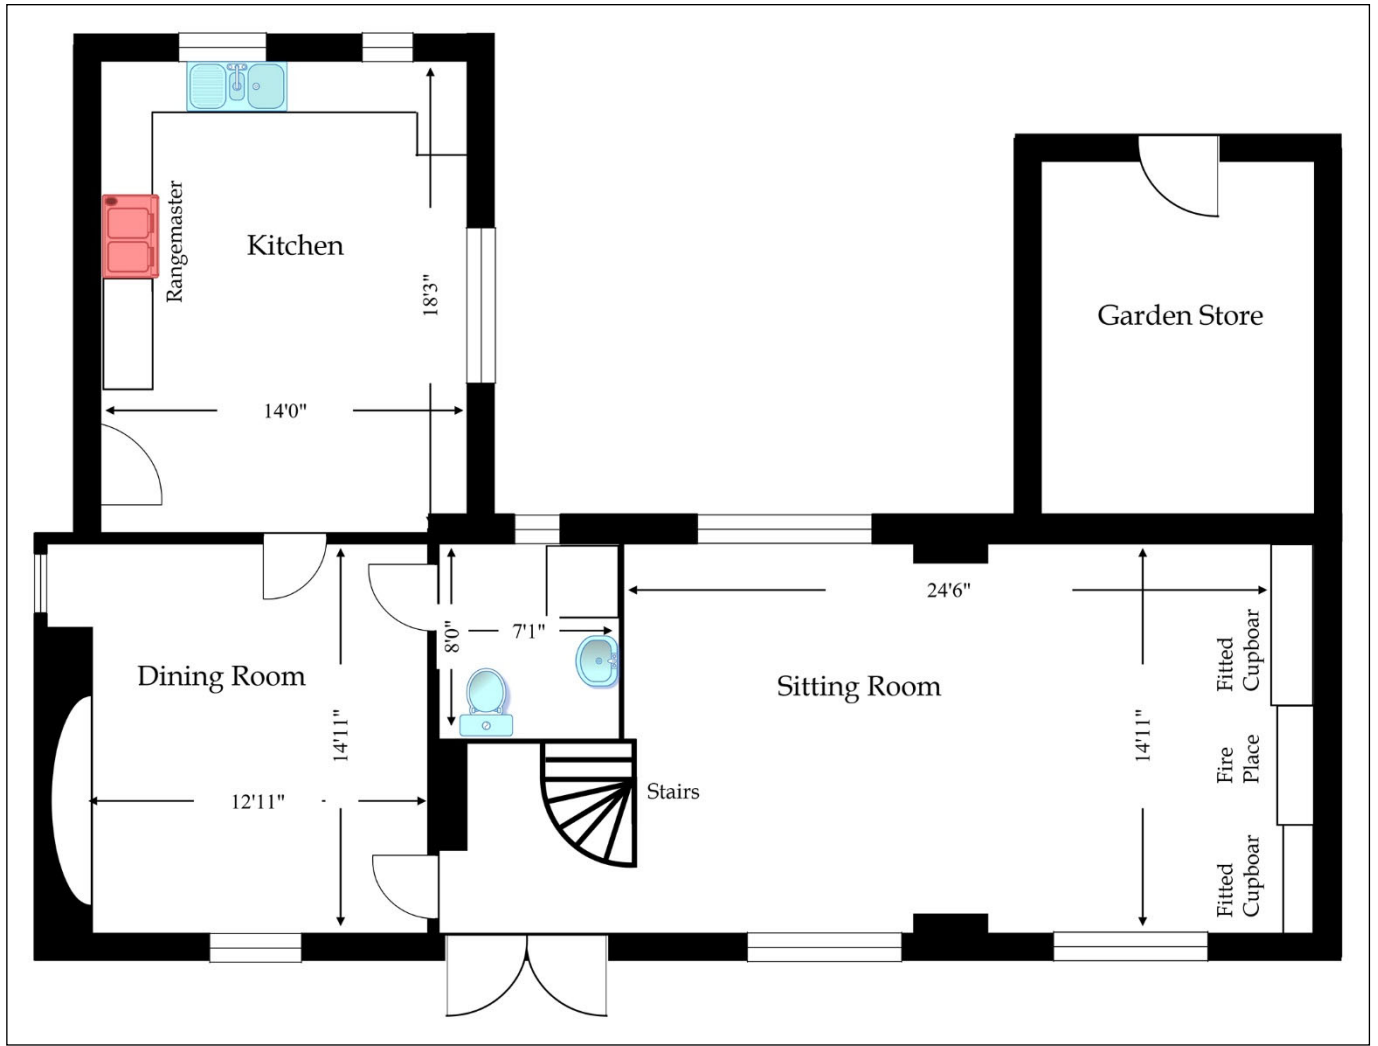 Rangemaster
Kitchen
18'3"
14'0"
Garden Store
Dining Room
14'11"
12'11"
8'0"
7'1"
Stairs
24'6"
Sitting Room
14'11"
Fitted
Cupboar
Fire
Place
Fitted
Cupboar